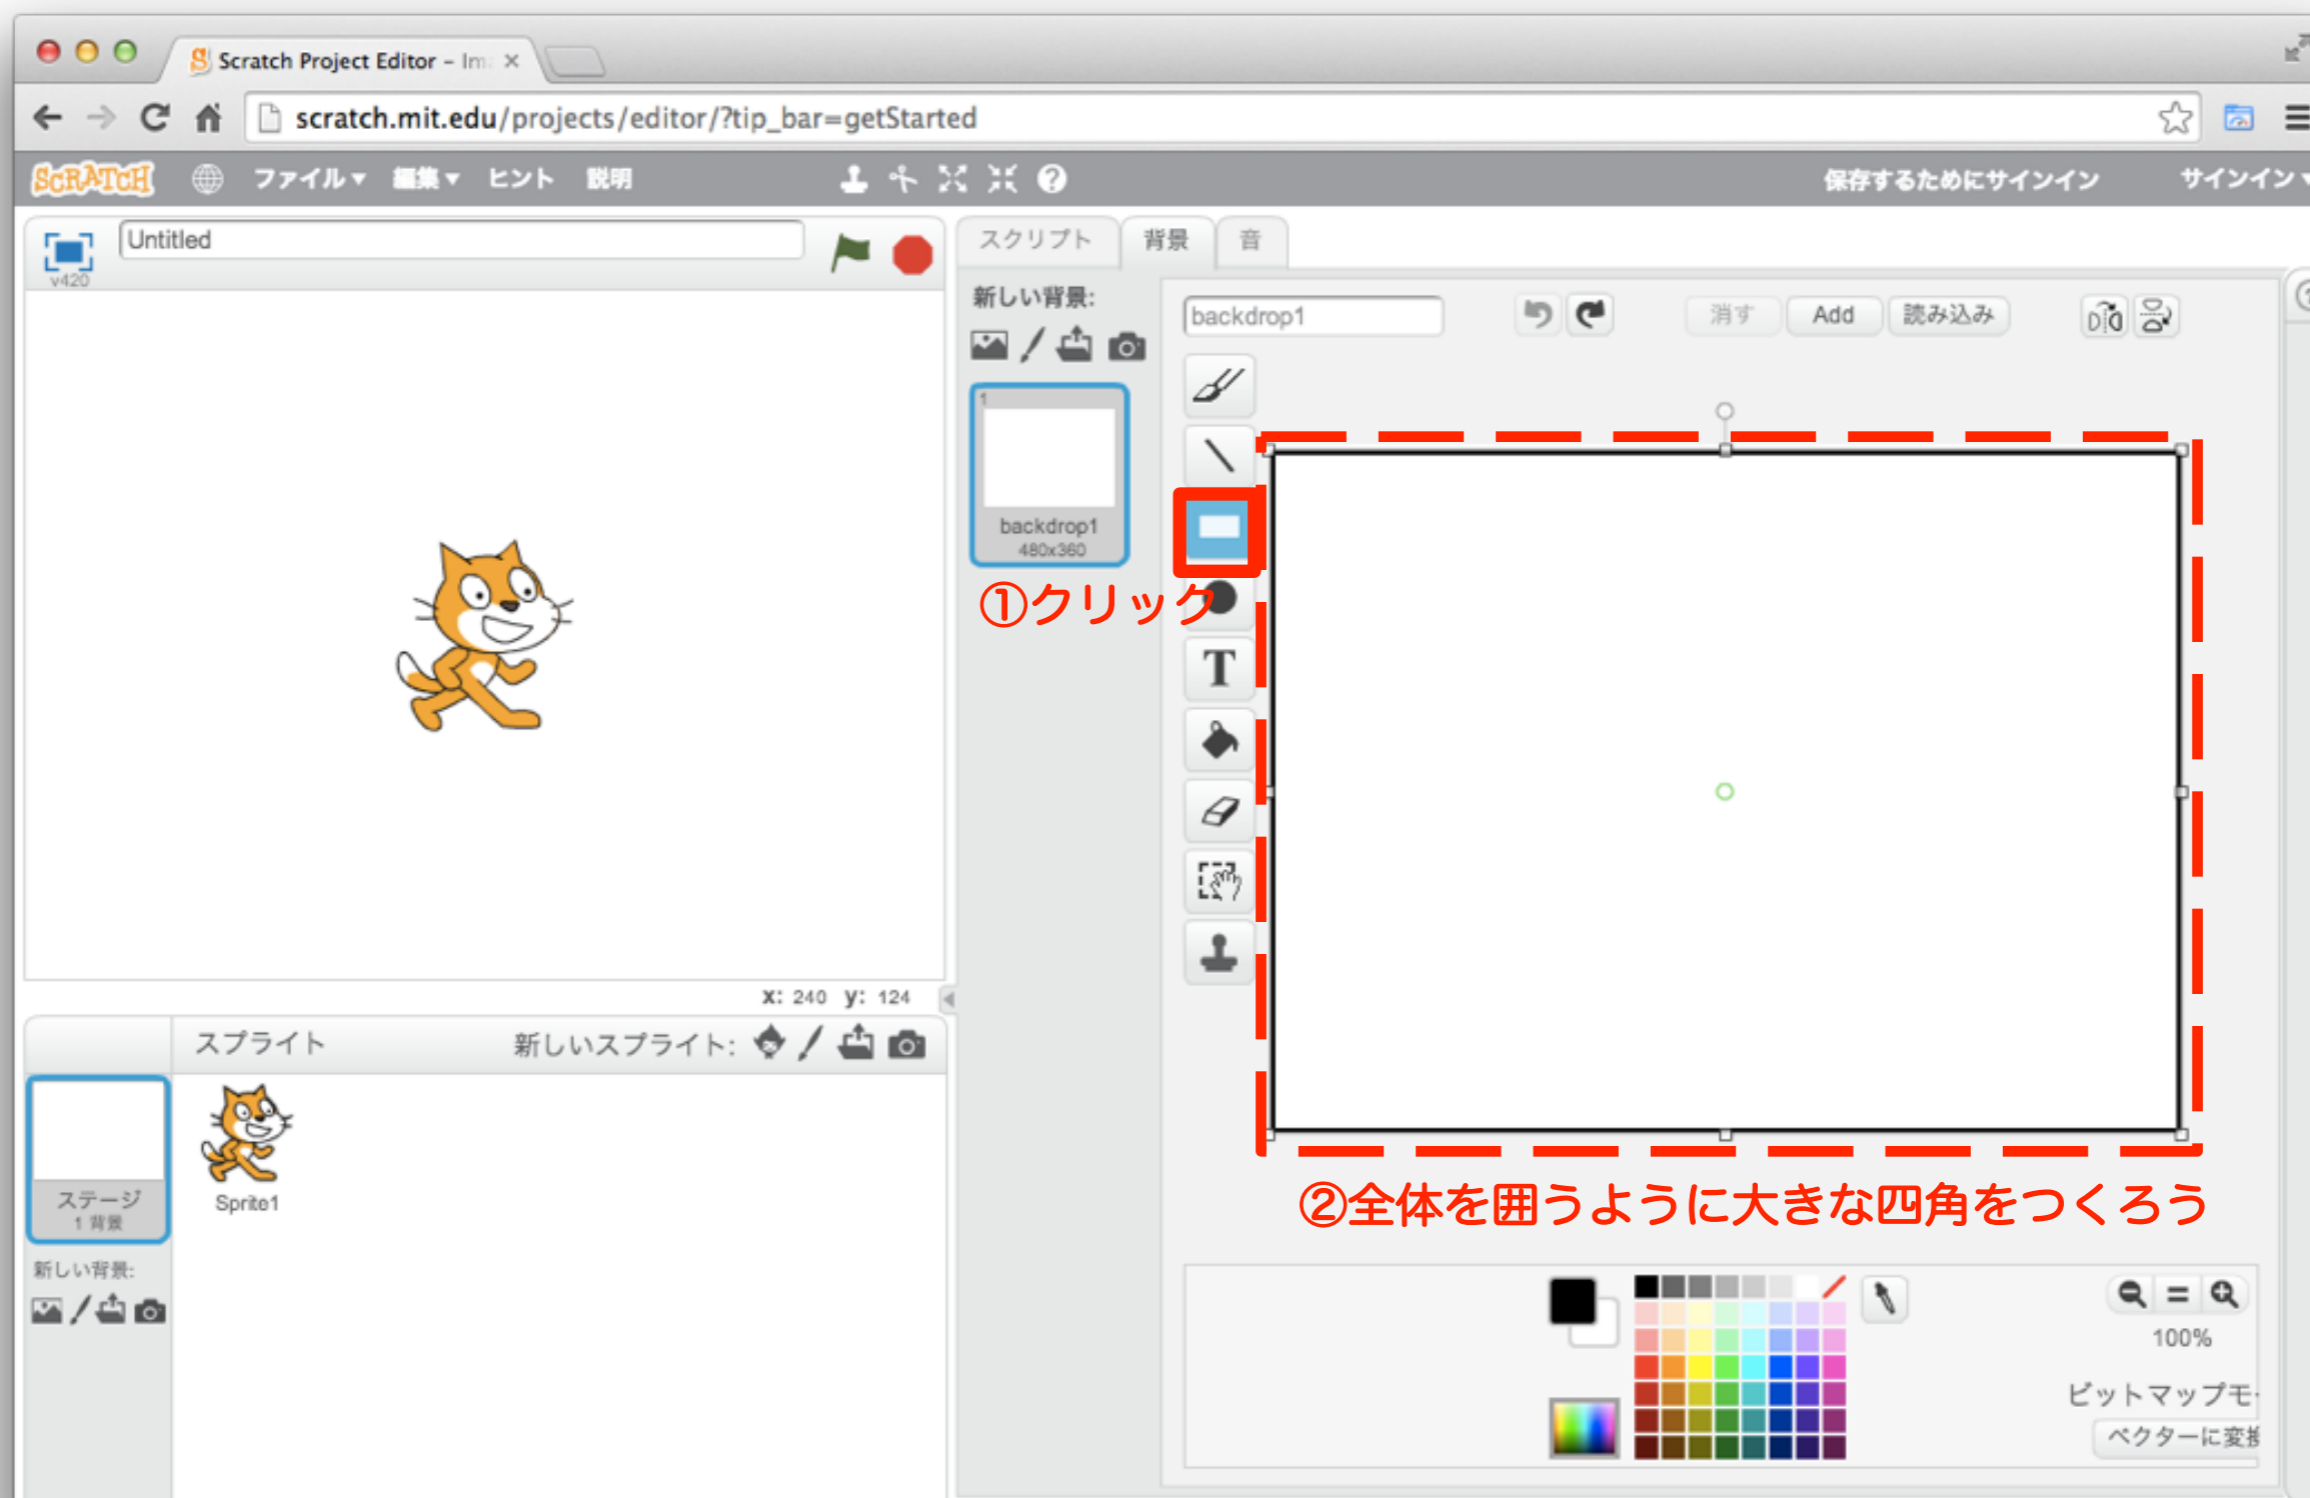 Scratch Project Editor - Im
scratch.mit.edu/projects/editor/?tip_bar=getStarted
SCRATCH ファイル▼ 編集▼ ヒント 説明 保存するためにサインイン サインイン▼
v420
Untitled
スクリプト 背景 音
新しい背景:
backdrop1
消す Add 読み込み
1
backdrop1
480x360
①クリック
T
②全体を囲うように大きな四角をつくろう
x: 240 y: 124
スプライト 新しいスプライト:
ステージ
1 背景
Sprite1
新しい背景:
100%
ビットマップモ
ベクターに変換